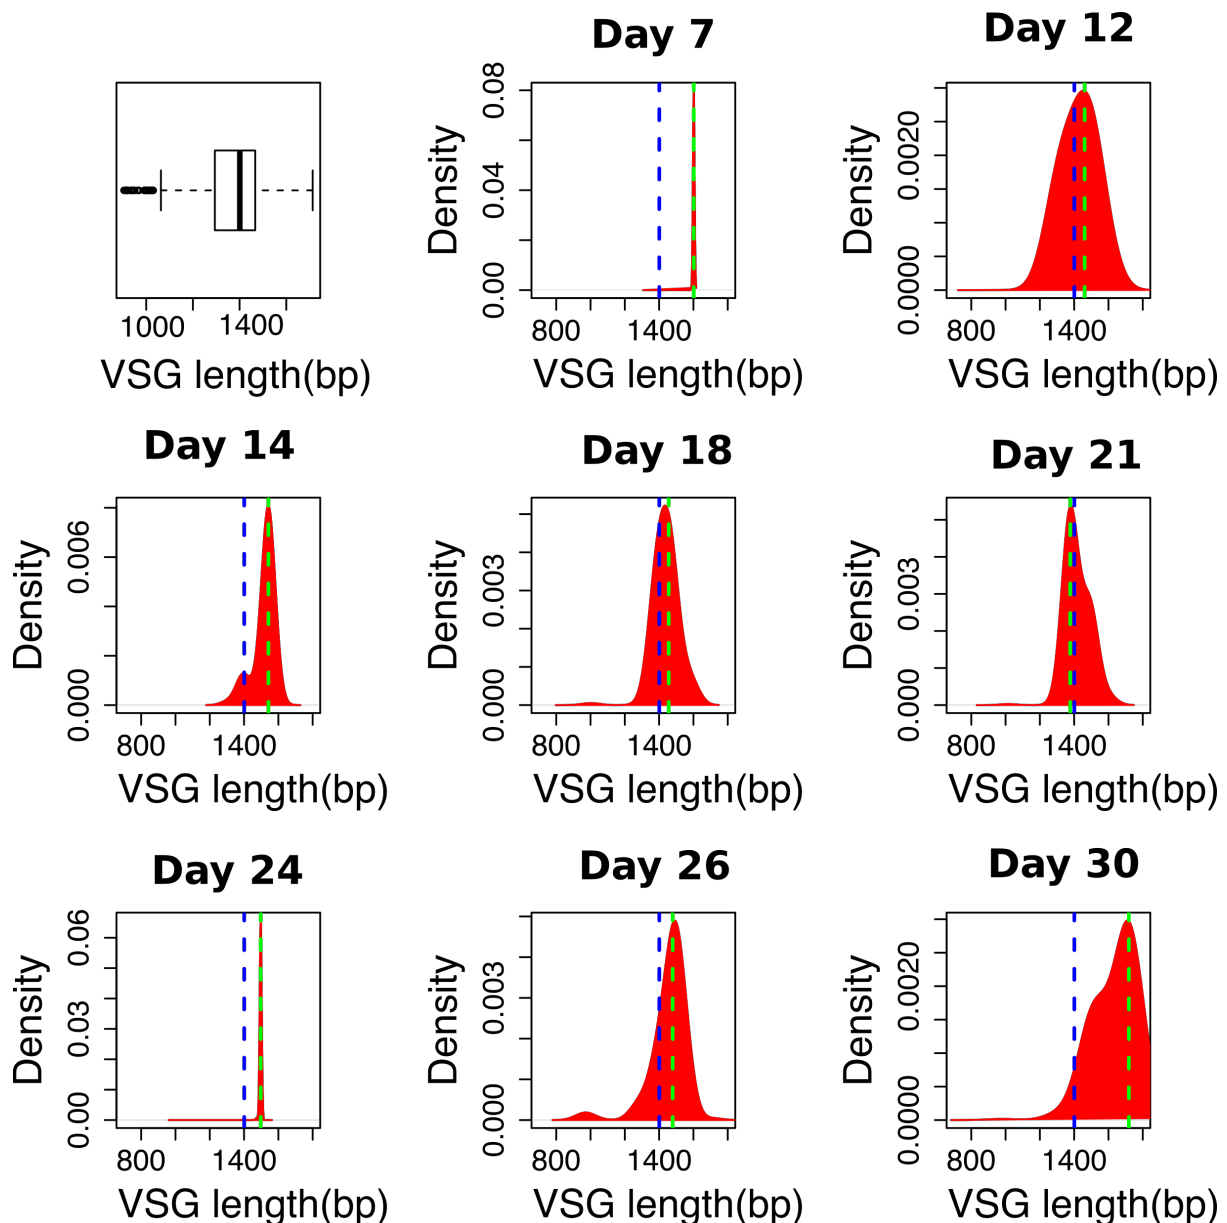 Day 7
Day 12
1000 1400
VSG length(bp)
Density
0.00 0.04 0.08
800 1400
VSG length(bp)
Density
0.0000 0.0020
800 1400
VSG length(bp)
Day 14
Day 18
Day 21
Density
0.000 0.006
800 1400
VSG length(bp)
Density
0.000 0.003
800 1400
VSG length(bp)
Density
0.000 0.003
800 1400
VSG length(bp)
Day 24
Day 26
Day 30
Density
0.00 0.03 0.06
800 1400
VSG length(bp)
Density
0.000 0.003
800 1400
VSG length(bp)
Density
0.0000 0.0020
800 1400
VSG length(bp)